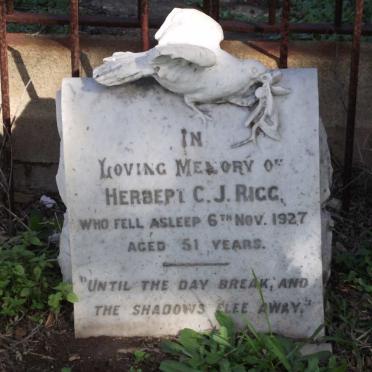 IN
LOVING MEMORY OF
HERBERT C. J. RIGG,
WHO FELL ASLEEP 6TH NOV. 1927
AGED 51 YEARS.
"UNTIL THE DAY BREAK, AND
THE SHADOWS FLEE AWAY."